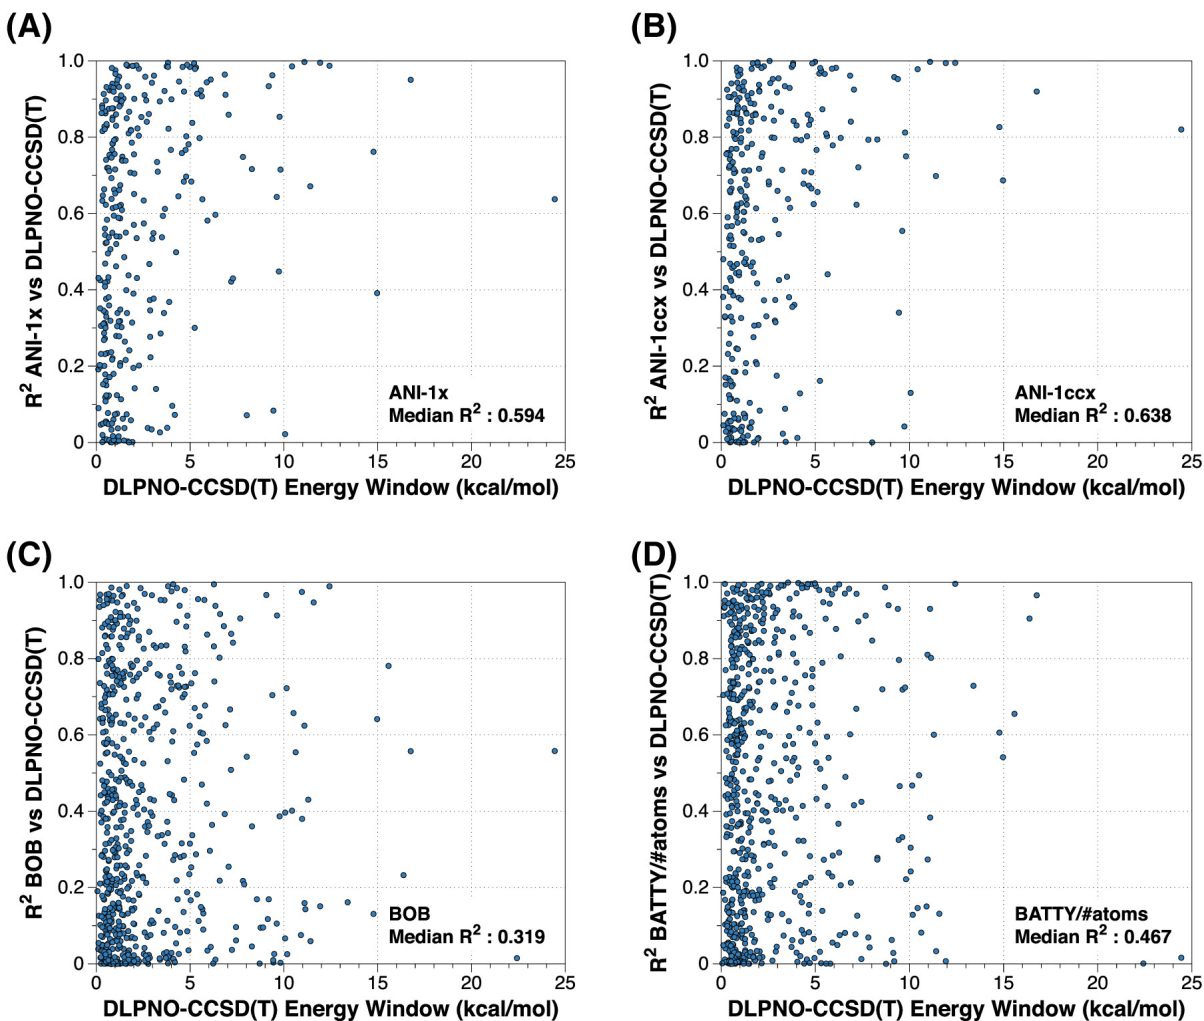 (A)
R² ANI-1x vs DLPNO-CCSD(T)
1.0
0.8
0.6
0.4
0.2
0
ANI-1x
Median R² : 0.594
0 5 10 15 20 25
DLPNO-CCSD(T) Energy Window (kcal/mol)
(B)
R² ANI-1ccx vs DLPNO-CCSD(T)
1.0
0.8
0.6
0.4
0.2
0
ANI-1ccx
Median R² : 0.638
0 5 10 15 20 25
DLPNO-CCSD(T) Energy Window (kcal/mol)
(C)
R² BOB vs DLPNO-CCSD(T)
1.0
0.8
0.6
0.4
0.2
0
BOB
Median R² : 0.319
0 5 10 15 20 25
DLPNO-CCSD(T) Energy Window (kcal/mol)
(D)
R² BATTY/#atoms vs DLPNO-CCSD(T)
1.0
0.8
0.6
0.4
0.2
0
BATTY/#atoms
Median R² : 0.467
0 5 10 15 20 25
DLPNO-CCSD(T) Energy Window (kcal/mol)